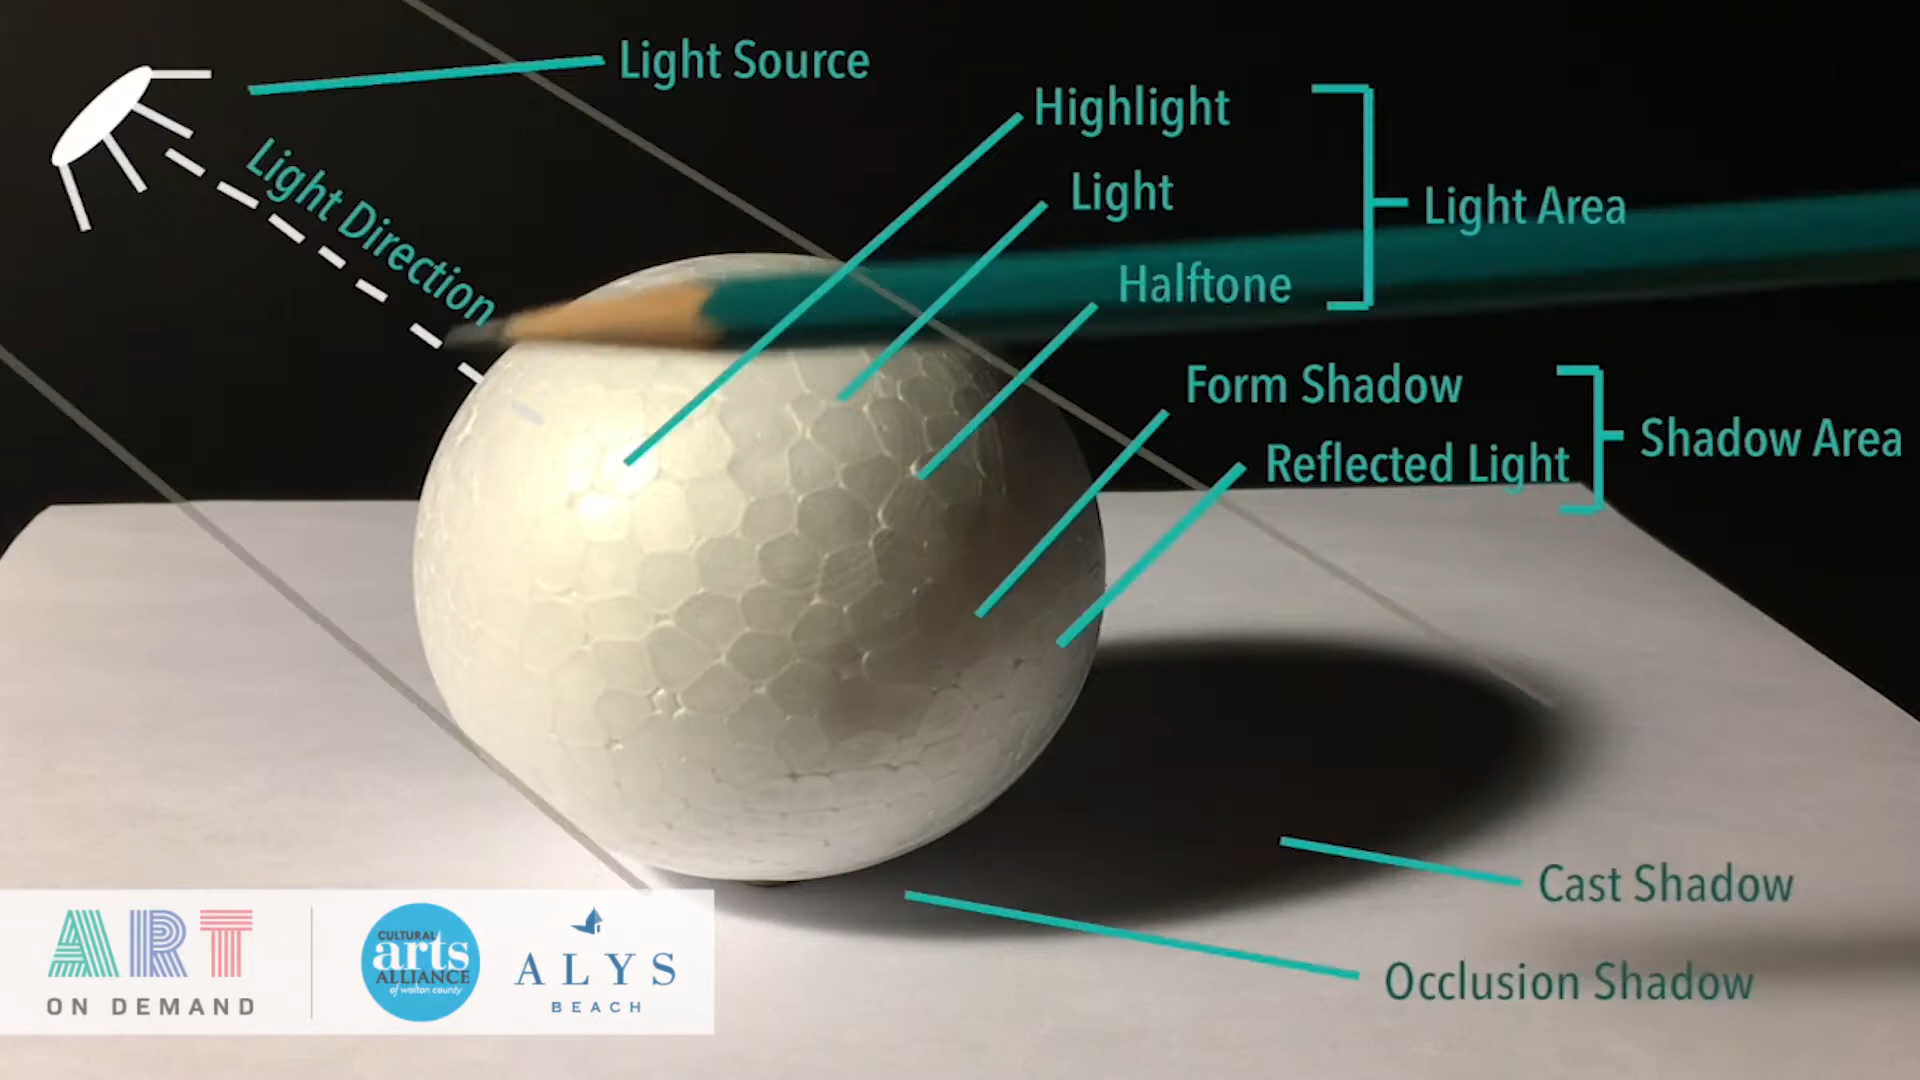 Light Source
Highlight
Light Direction
Light
Light Area
Halftone
Form Shadow
Shadow Area
Reflected Light
Cast Shadow
Occlusion Shadow
ART
ON DEMAND
CULTURAL
arts
ALLIANCE
of walton county
ALYS
BEACH